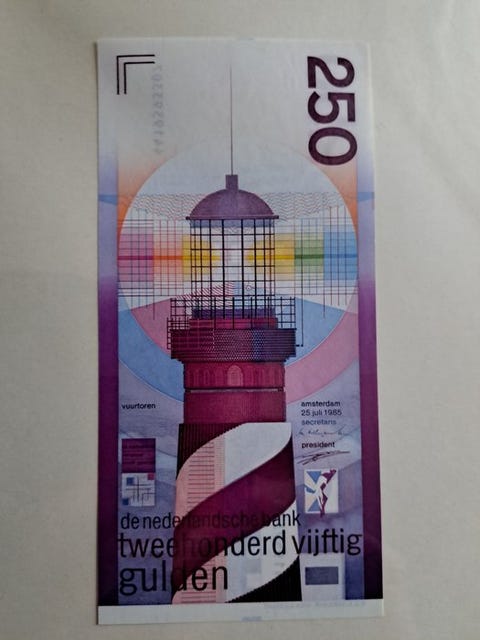 250
vuurtoren
amsterdam
25 juli 1985
secretaris
president
de nederlandsche bank
tweehonderd vijftig
gulden